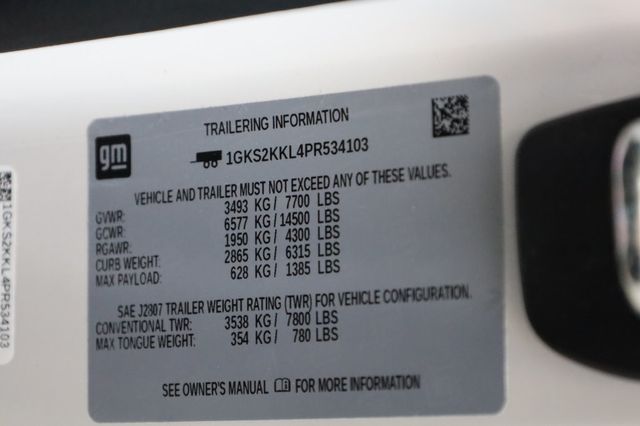 gm
TRAILERING INFORMATION
1GKS2KKL4PR534103
VEHICLE AND TRAILER MUST NOT EXCEED ANY OF THESE VALUES.
GVWR: 3493 KG / 7700 LBS
GCWR: 6577 KG / 14500 LBS
RGAWR: 1950 KG / 4300 LBS
CURB WEIGHT: 2865 KG / 6315 LBS
MAX PAYLOAD: 628 KG / 1385 LBS
SAE J2807 TRAILER WEIGHT RATING (TWR) FOR VEHICLE CONFIGURATION.
CONVENTIONAL TWR: 3538 KG / 7800 LBS
MAX TONGUE WEIGHT: 354 KG / 780 LBS
SEE OWNER'S MANUAL FOR MORE INFORMATION
1GKS2KKL4PR534103